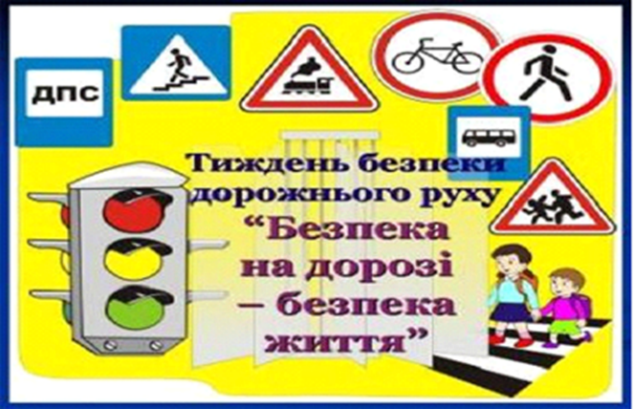 ДПС
Тиждень безпеки
дорожнього руху
“Безпека
на дорозі
– безпека
життя”